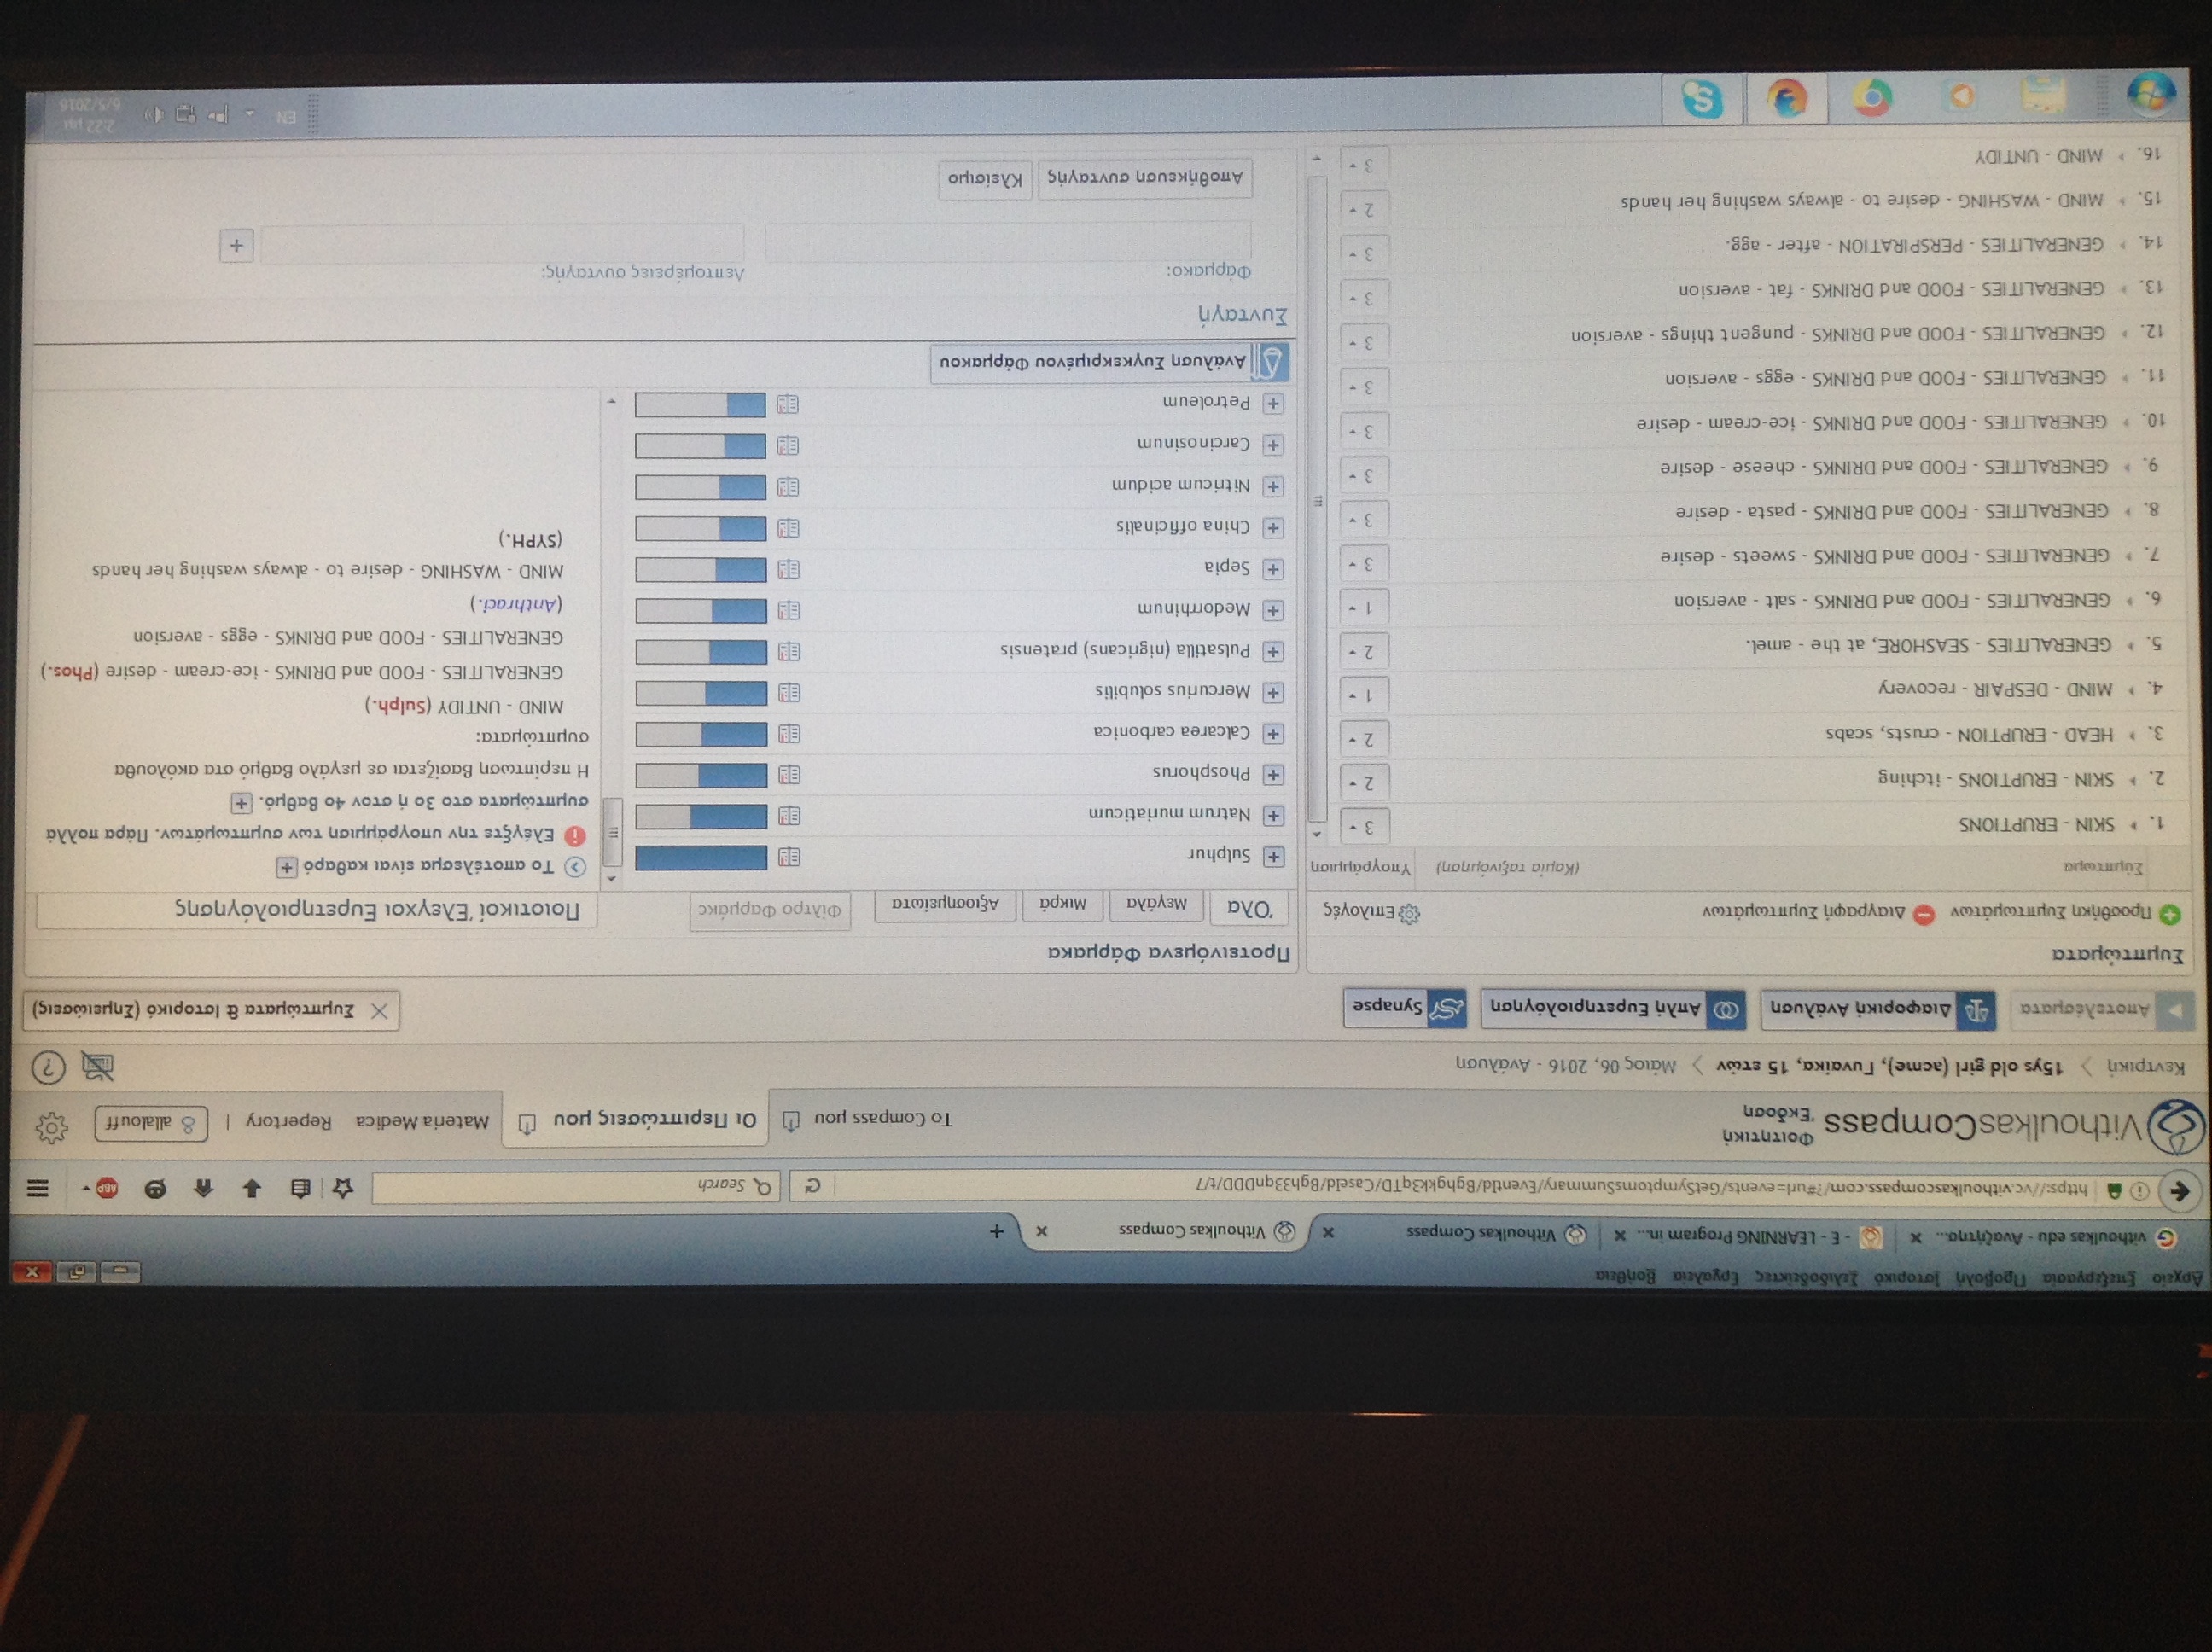 Αρχείο Επεξεργασία Προβολή Ιστορικό Σελιδοδείκτες Εργαλεία Βοήθεια
vithoulkas edu - Αναζήτησ... - E - LEARNING Program in... Vithoulkas Compass Vithoulkas Compass
https://vc.vithoulkascompass.com/?#url=events/GetSymptomsSummary/EventId/Bghgkk3qTD/CaseId/Bgh33qnDDD/t/7 Search ABP
VithoulkasCompass Φοιτητική Έκδοση
Το Compass μου Οι Περιπτώσεις μου Materia Medica Repertory | allalouff
Κεντρική 15ys old girl (acme), Γυναίκα, 15 ετών Μάιος 06, 2016 - Ανάλυση ?
Αποτελέσματα Διαφορική Ανάλυση Απλή Ευρετηριολόγηση Synapse Συμπτώματα & Ιστορικό (Σημειώσεις)
Συμπτώματα
Προσθήκη Συμπτωμάτων Διαγραφή Συμπτωμάτων Επιλογές
Σύμπτωμα (Καμία ταξινόμηση) Υπογράμμιση
1. SKIN - ERUPTIONS 3
2. SKIN - ERUPTIONS - itching 2
3. HEAD - ERUPTION - crusts, scabs 2
4. MIND - DESPAIR - recovery 1
5. GENERALITIES - SEASHORE, at the - amel. 2
6. GENERALITIES - FOOD and DRINKS - salt - aversion 1
7. GENERALITIES - FOOD and DRINKS - sweets - desire 3
8. GENERALITIES - FOOD and DRINKS - pasta - desire 3
9. GENERALITIES - FOOD and DRINKS - cheese - desire 3
10. GENERALITIES - FOOD and DRINKS - ice-cream - desire 3
11. GENERALITIES - FOOD and DRINKS - eggs - aversion 3
12. GENERALITIES - FOOD and DRINKS - pungent things - aversion 3
13. GENERALITIES - FOOD and DRINKS - fat - aversion 3
14. GENERALITIES - PERSPIRATION - after - agg. 3
15. MIND - WASHING - desire to - always washing her hands 2
16. MIND - UNTIDY 3
Προτεινόμενα Φάρμακα
Όλα Μεγάλα Μικρά Αξιοσημείωτα Φίλτρο Φαρμάκς
Sulphur
Natrum muriaticum
Phosphorus
Calcarea carbonica
Mercurius solubilis
Pulsatilla (nigricans) pratensis
Medorrhinum
Sepia
China officinalis
Nitricum acidum
Carcinosinum
Petroleum
Ανάλυση Συγκεκριμένου Φάρμακου
Ποιοτικοί Έλεγχοι Ευρετηριολόγησης
Το αποτέλεσμα είναι καθαρό
Ελέγξτε την υπογράμμιση των συμπτωμάτων. Πάρα πολλά
συμπτώματα στο 3ο ή στον 4ο βαθμό.
Η περίπτωση βασίζεται σε μεγάλο βαθμό στα ακόλουθα
συμπτώματα:
MIND - UNTIDY (Sulph.)
GENERALITIES - FOOD and DRINKS - ice-cream - desire (Phos.)
GENERALITIES - FOOD and DRINKS - eggs - aversion
(Anthraci.)
MIND - WASHING - desire to - always washing her hands
(SYPH.)
Συνταγή
Φάρμακο: Λεπτομέρειες συνταγής:
Αποθήκευση συνταγής Κλείσιμο
EN 2:22 μμ
6/5/2016